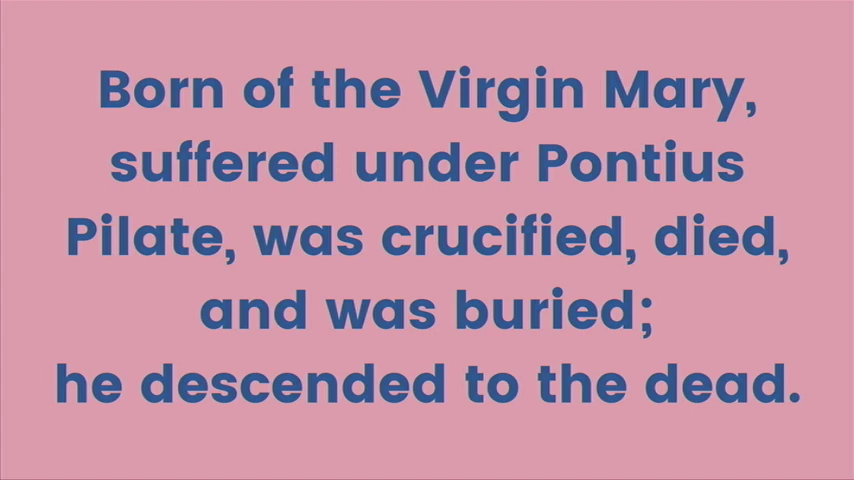 Born of the Virgin Mary,
suffered under Pontius
Pilate, was crucified, died,
and was buried;
he descended to the dead.